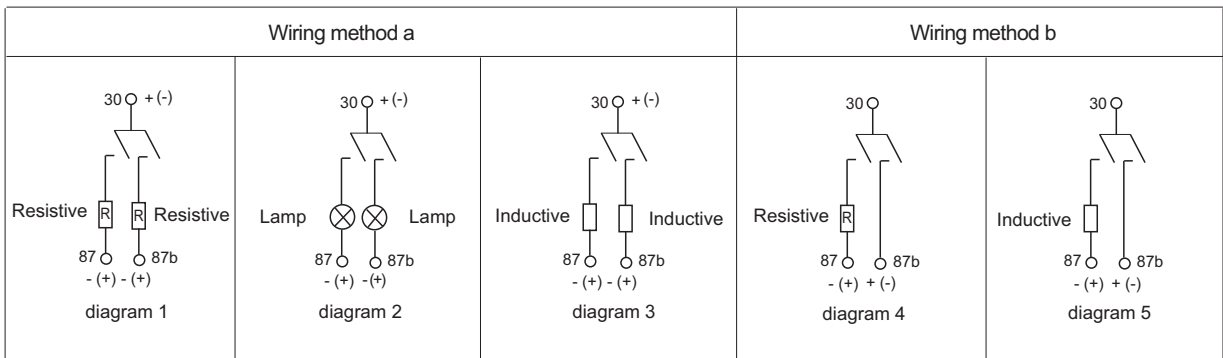 Wiring method a
Wiring method b
30 + (-)
R R
Resistive Resistive
87 87b
- (+) - (+)
diagram 1
30 + (-)
Lamp Lamp
87 87b
- (+) -(+)
diagram 2
30 + (-)
Inductive Inductive
87 87b
- (+) - (+)
diagram 3
30
Resistive R
87 87b
- (+) + (-)
diagram 4
30
Inductive
87 87b
- (+) + (-)
diagram 5